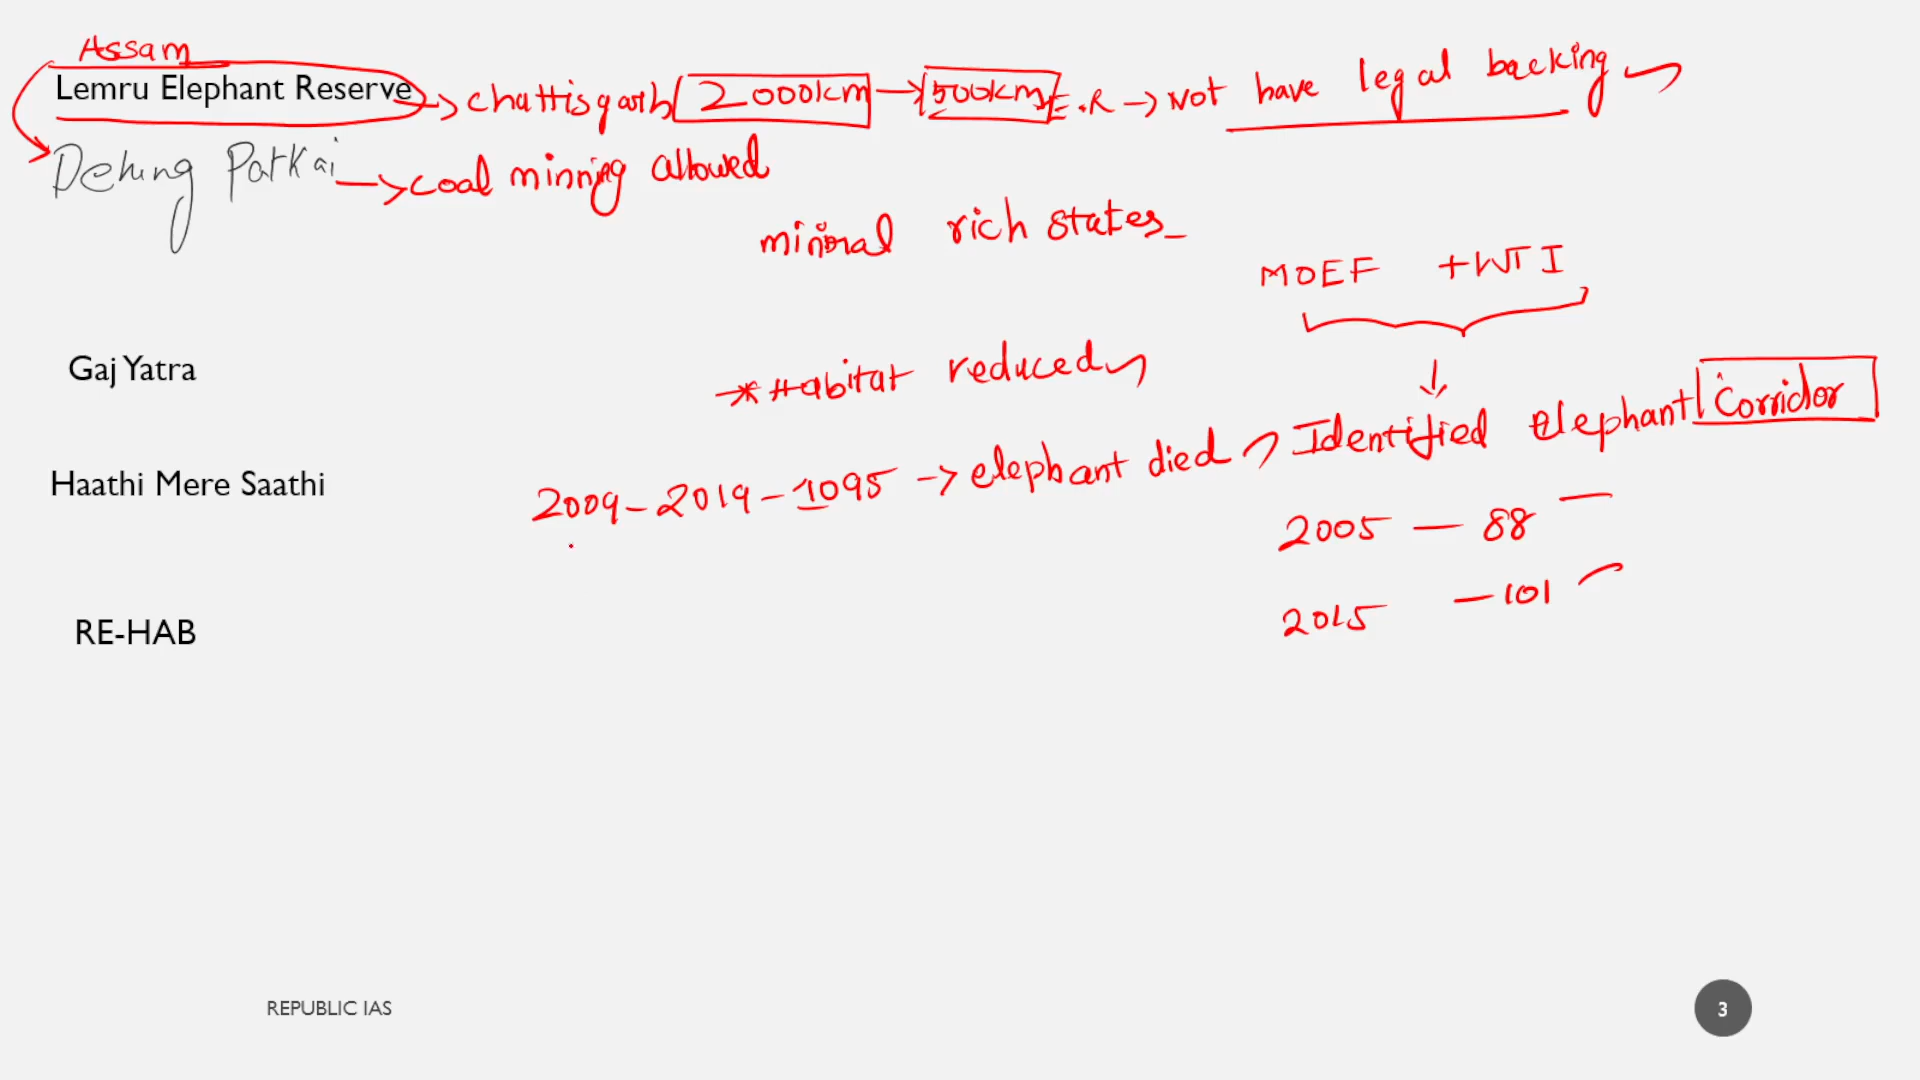 Assam
Lemru Elephant Reserve -> chattisgarh 2000km -> 500km E.R -> Not have legal backing
Dehing Patkai -> coal minning allowed
minral rich states
MOEF + WTI
Gaj Yatra
* Habitat reduced
Identified elephant Corridor
Haathi Mere Saathi
2009-2019-1095 -> elephant died
2005 - 88
2015 - 101
RE-HAB
REPUBLIC IAS
3